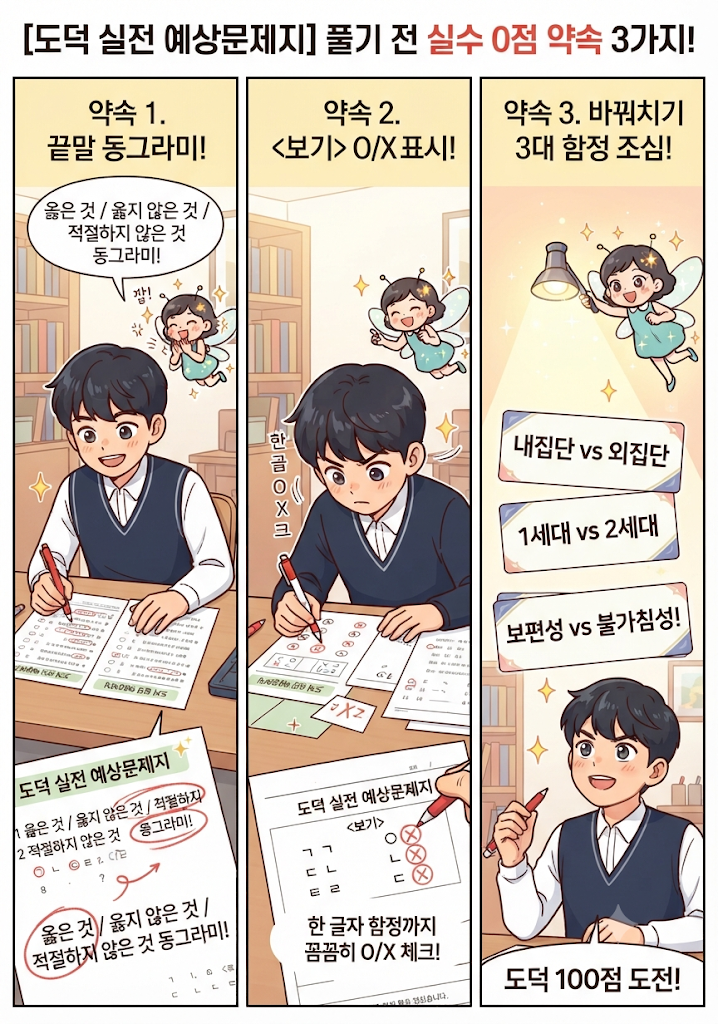 [도덕 실전 예상문제지] 풀기 전 실수 0점 약속 3가지!
약속 1.
끝말 동그라미!
옳은 것 / 옳지 않은 것 /
적절하지 않은 것
동그라미!
도덕 실전 예상문제지
1 옳은 것 / 옳지 않은 것 / 적절하지
2 적절하지 않은 것 동그라미!
옳은 것 / 옳지 않은 것 /
적절하지 않은 것 동그라미!
약속 2.
<보기> O/X 표시!
한
글
O
X
크
도덕 실전 예상문제지
<보기>
ㄱ ㄱ
ㄷ ㄴ
ㅌ ㄹ
O X
ㄴ X
ㄷ X
한 글자 함정까지
꼼꼼히 O/X 체크!
약속 3. 바꿔치기
3대 함정 조심!
내집단 vs 외집단
1세대 vs 2세대
보편성 vs 불가침성!
도덕 100점 도전!